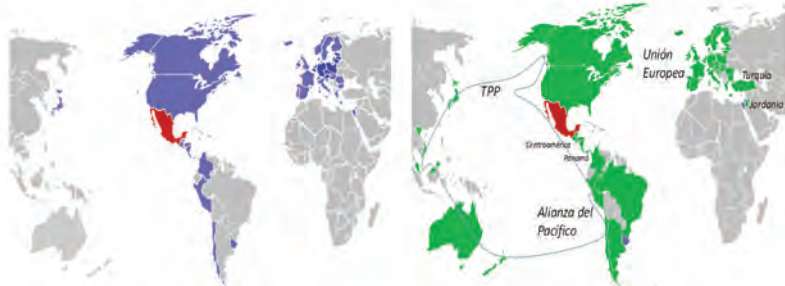 Unión
Europea
Turquía
Jordania
TPP
Centroamérica
Panamá
Alianza del
Pacífico